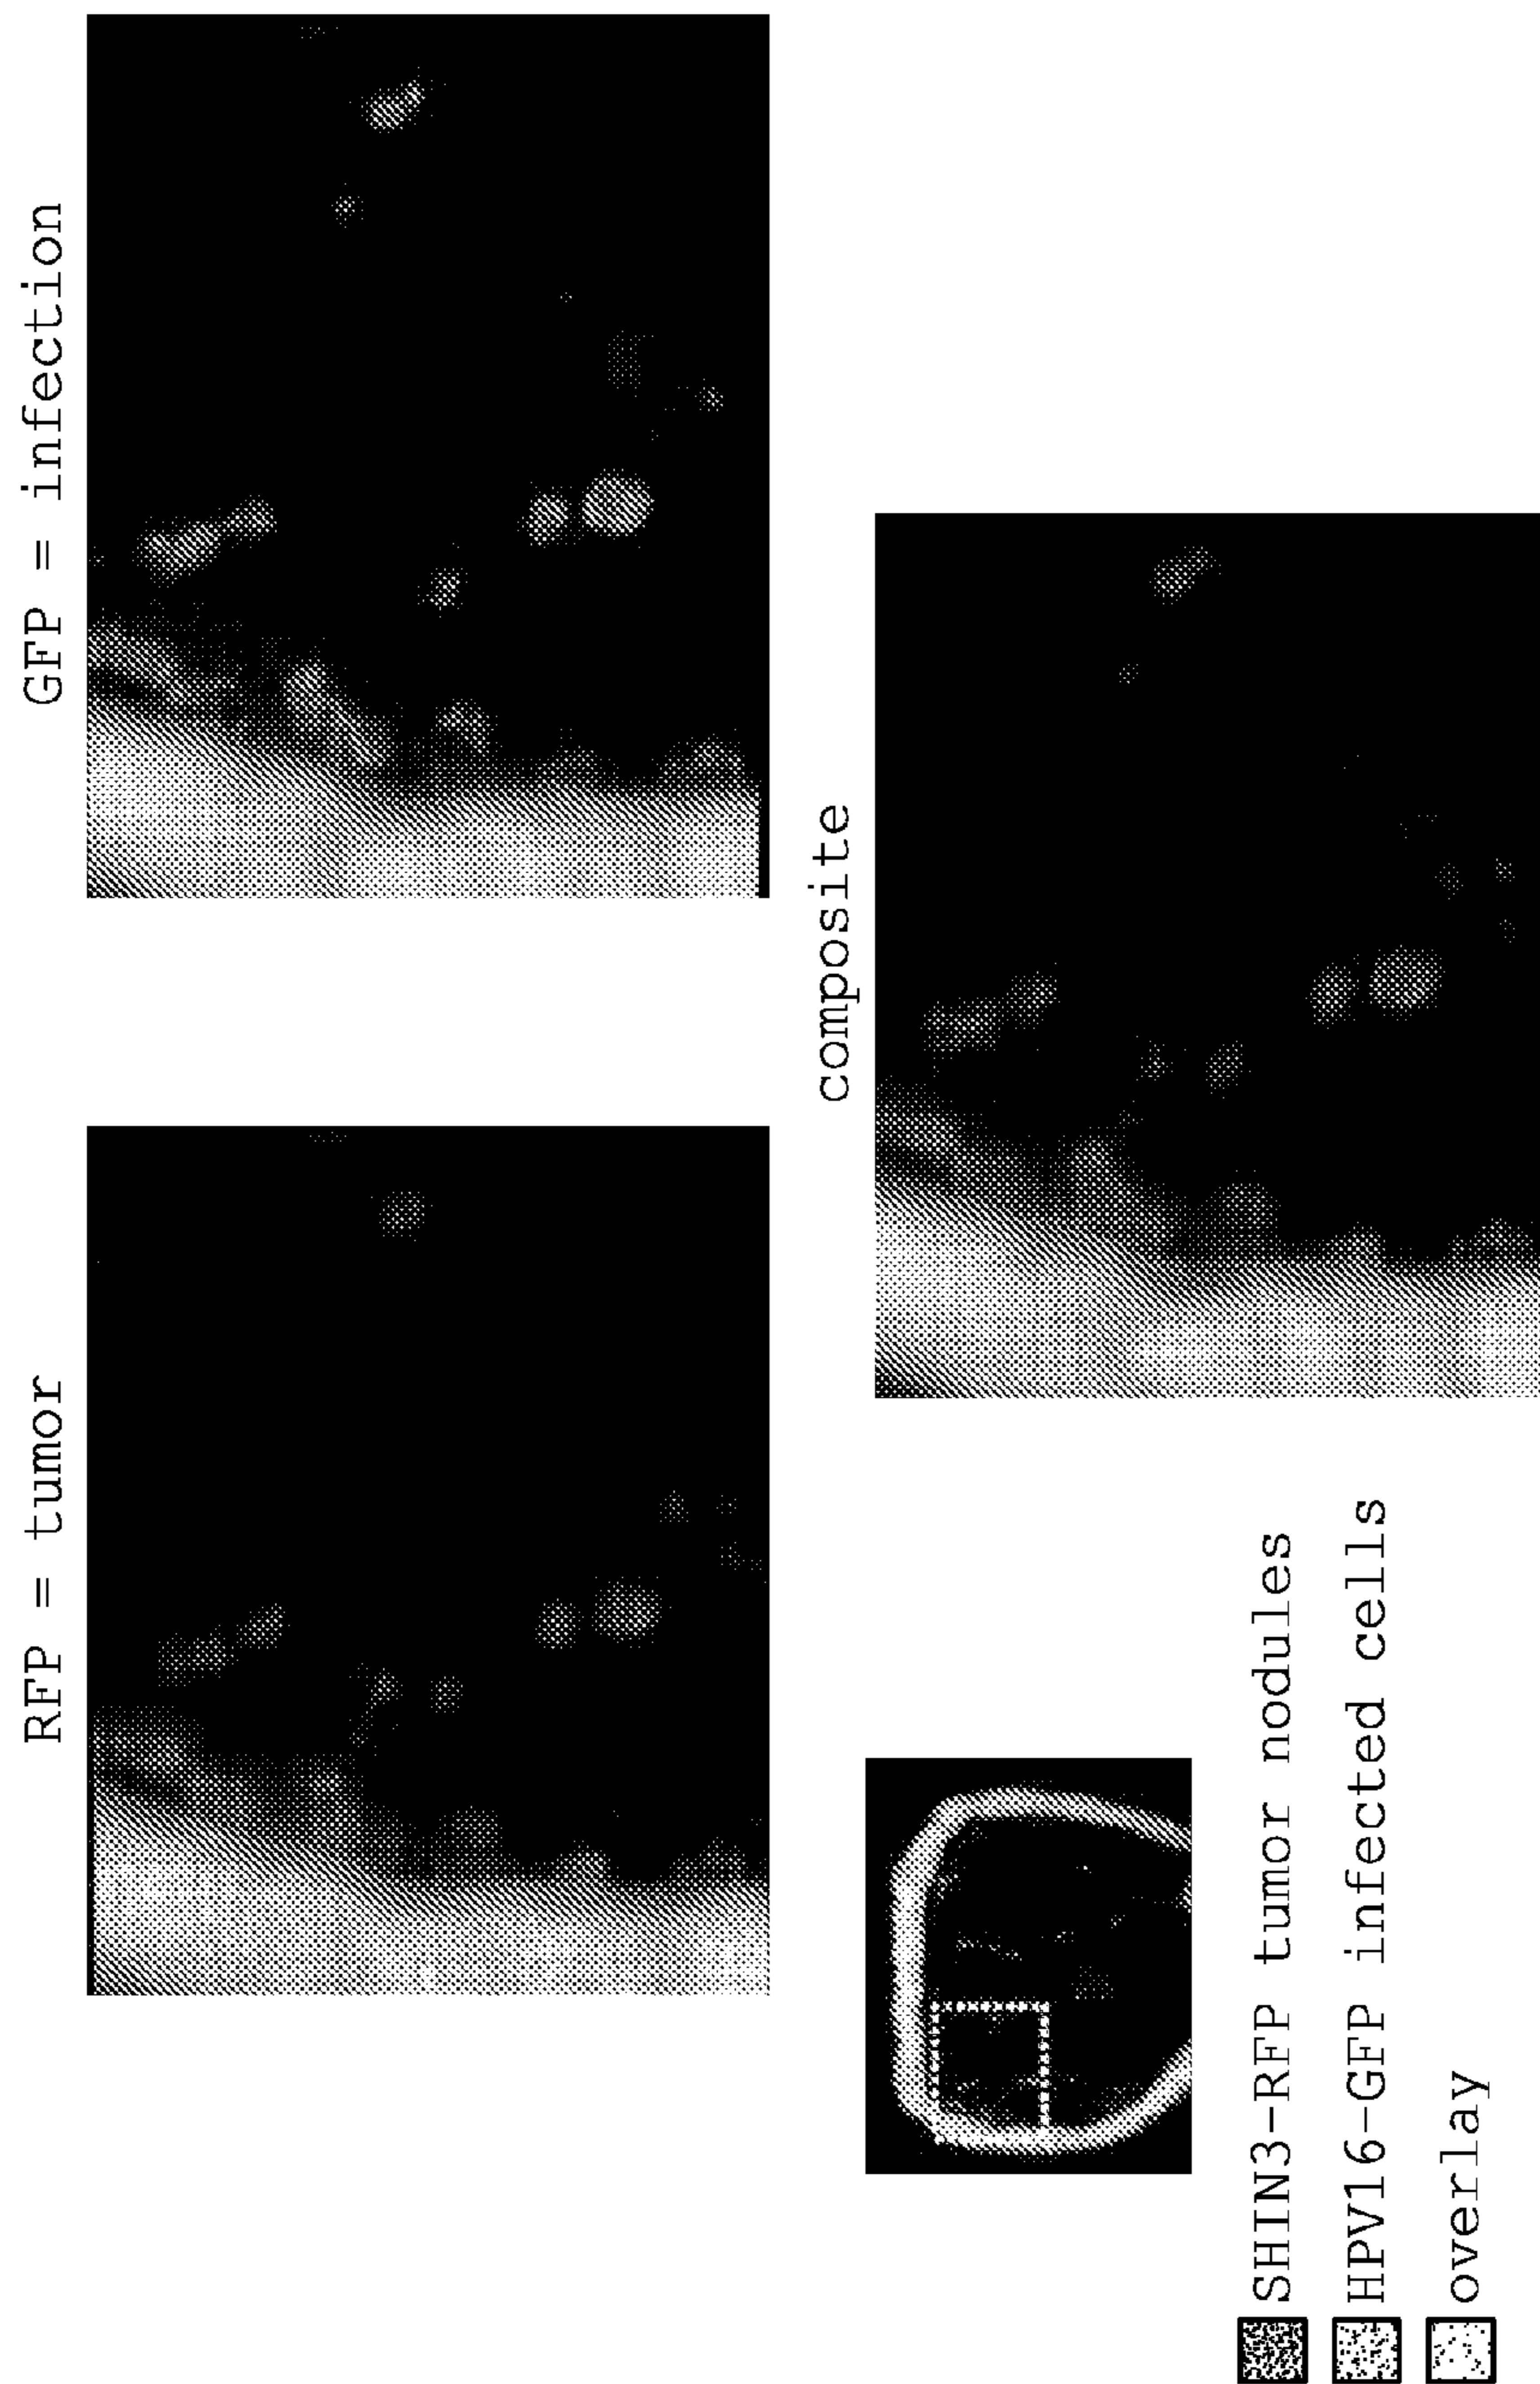 RFP = tumor
GFP = infection
composite
SHIN3-RFP tumor nodules
HPV16-GFP infected cells
overlay